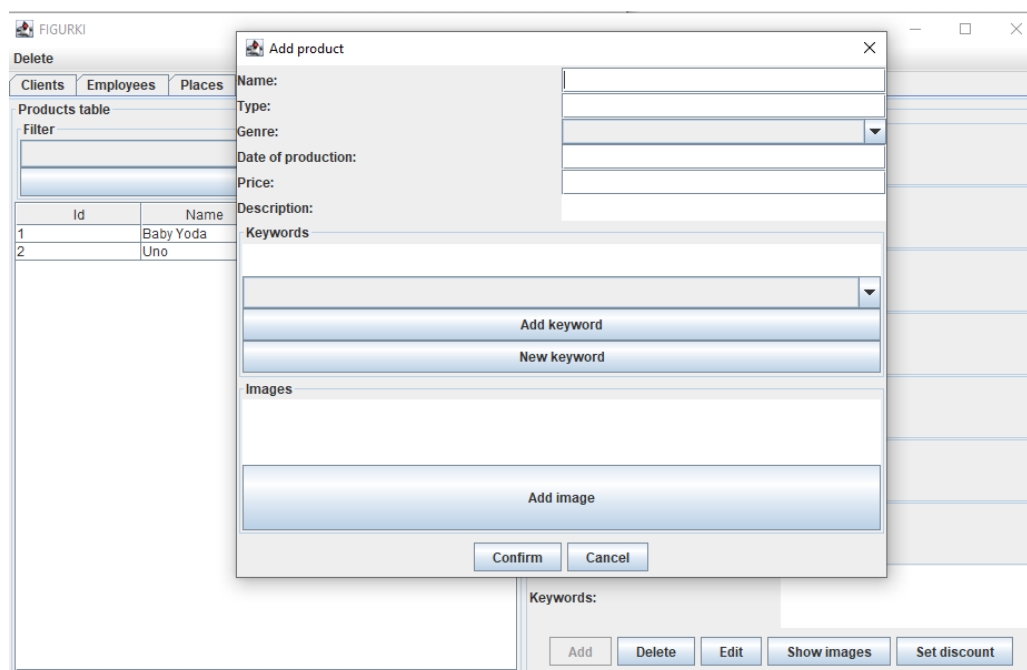 FIGURKI
Delete
Clients Employees Places
Products table
Filter
Id Name
1 Baby Yoda
2 Uno
Add product
Name:
Type:
Genre:
Date of production:
Price:
Description:
Keywords
Add keyword
New keyword
Images
Add image
Confirm Cancel
Keywords:
Add Delete Edit Show images Set discount